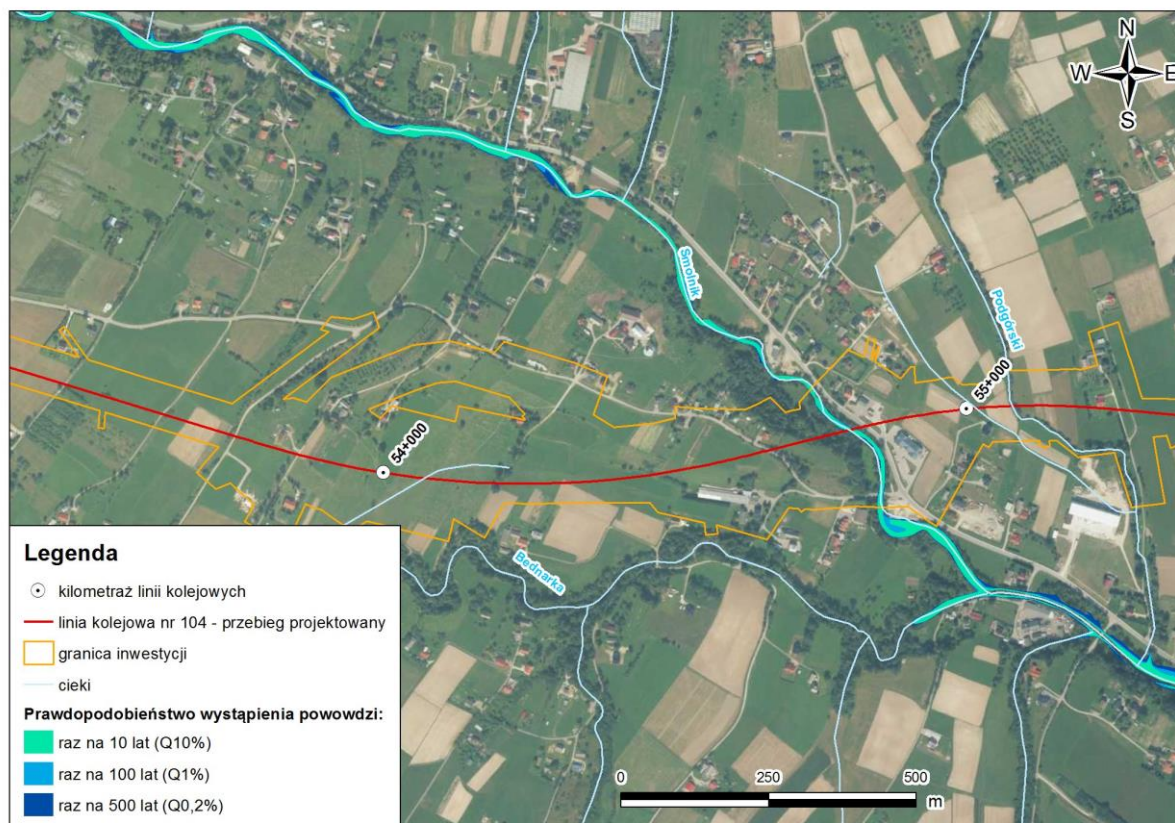 N
W E
S
Smolnik
Podgórski
55+000
54+000
Bednarka
Legenda
kilometraż linii kolejowych
linia kolejowa nr 104 - przebieg projektowany
granica inwestycji
cieki
Prawdopodobieństwo wystąpienia powowdzi:
raz na 10 lat (Q10%)
raz na 100 lat (Q1%)
raz na 500 lat (Q0,2%)
0 250 500
m